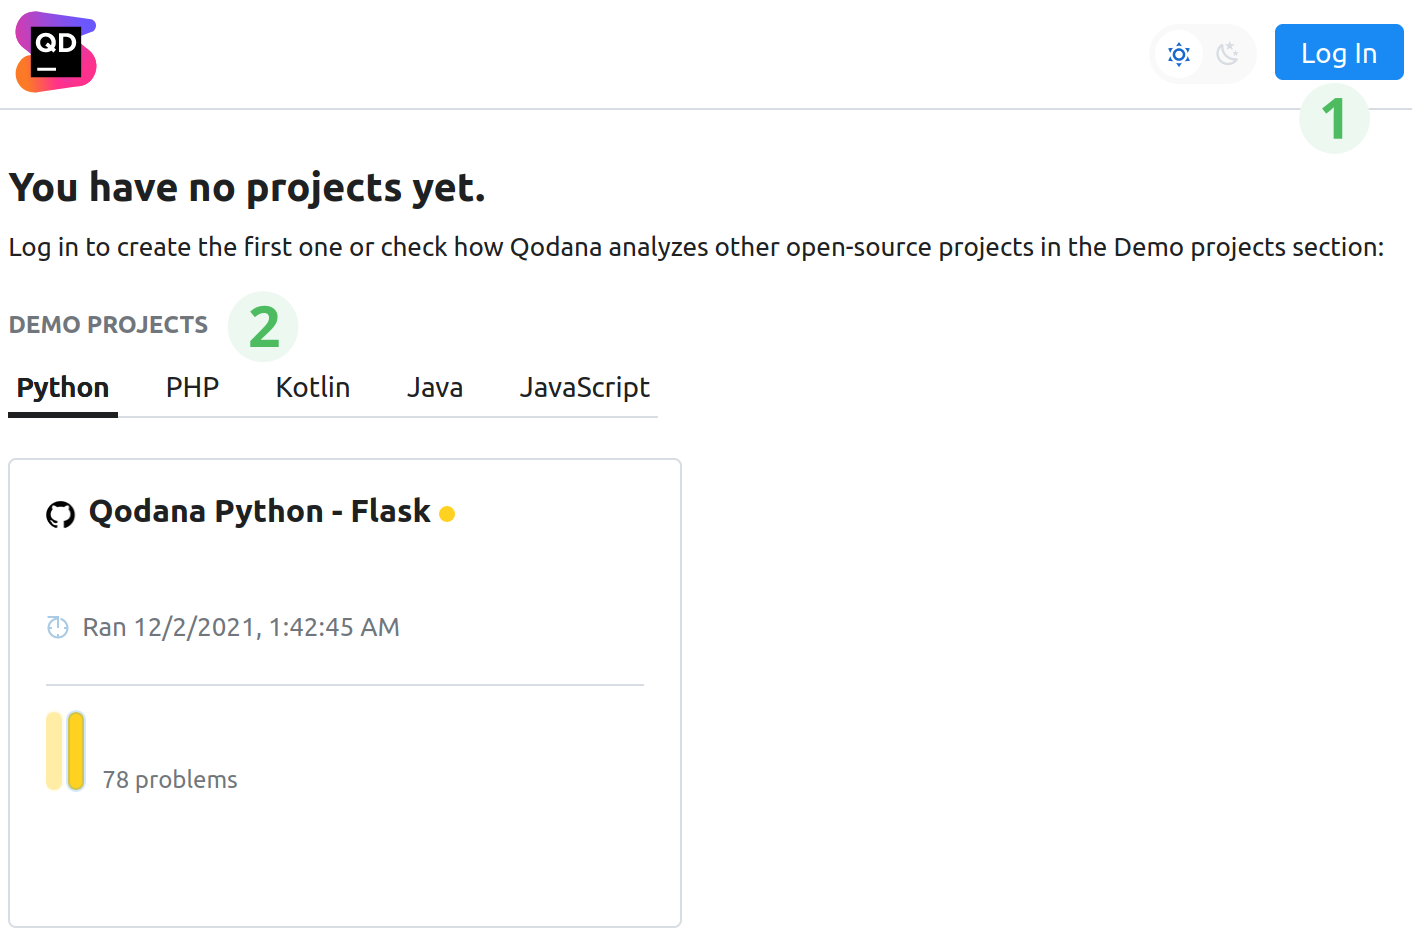 QD
Log In
1
You have no projects yet.
Log in to create the first one or check how Qodana analyzes other open-source projects in the Demo projects section:
DEMO PROJECTS 2
Python PHP Kotlin Java JavaScript
Qodana Python - Flask
Ran 12/2/2021, 1:42:45 AM
78 problems